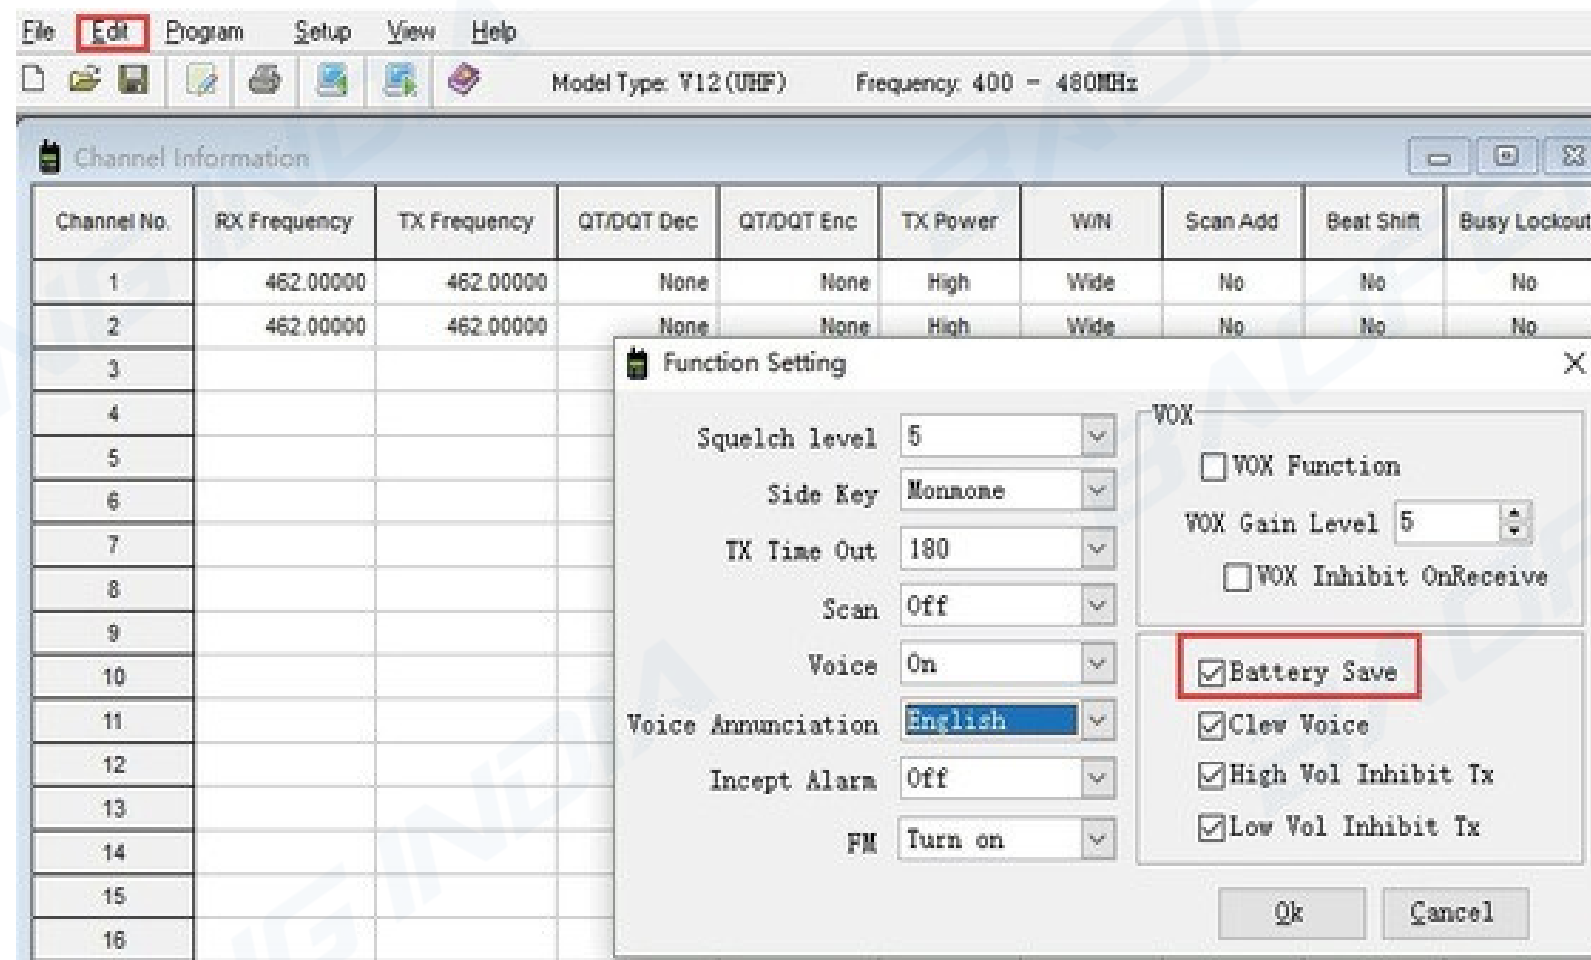 File Edit Program Setup View Help
Model Type: V12(UHF) Frequency: 400 - 480MHz
Channel Information
Channel No. RX Frequency TX Frequency QT/DQT Dec QT/DQT Enc TX Power W/N Scan Add Beat Shift Busy Lockout
1 462.00000 462.00000 None None High Wide No No No
2 462.00000 462.00000 None None High Wide No No No
3
4
5
6
7
8
9
10
11
12
13
14
15
16
Function Setting
Squelch level 5
Side Key Monmome
TX Time Out 180
Scan Off
Voice On
Voice Annunciation English
Incept Alarm Off
FM Turn on
VOX
VOX Function
VOX Gain Level 5
VOX Inhibit OnReceive
Battery Save
Clew Voice
High Vol Inhibit Tx
Low Vol Inhibit Tx
Ok Cancel